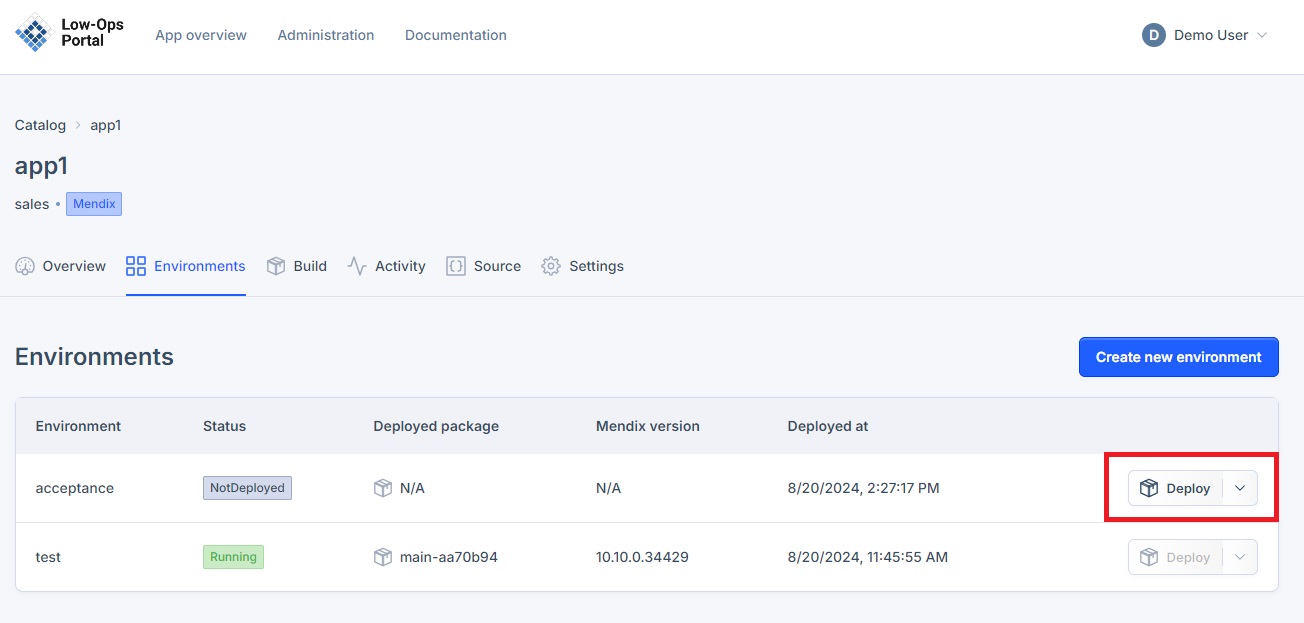 Low-Ops
Portal
App overview Administration Documentation
D Demo User
Catalog > app1
app1
sales • Mendix
Overview Environments Build Activity Source Settings
Environments
Create new environment
Environment Status Deployed package Mendix version Deployed at
acceptance NotDeployed N/A N/A 8/20/2024, 2:27:17 PM Deploy
test Running main-aa70b94 10.10.0.34429 8/20/2024, 11:45:55 AM Deploy